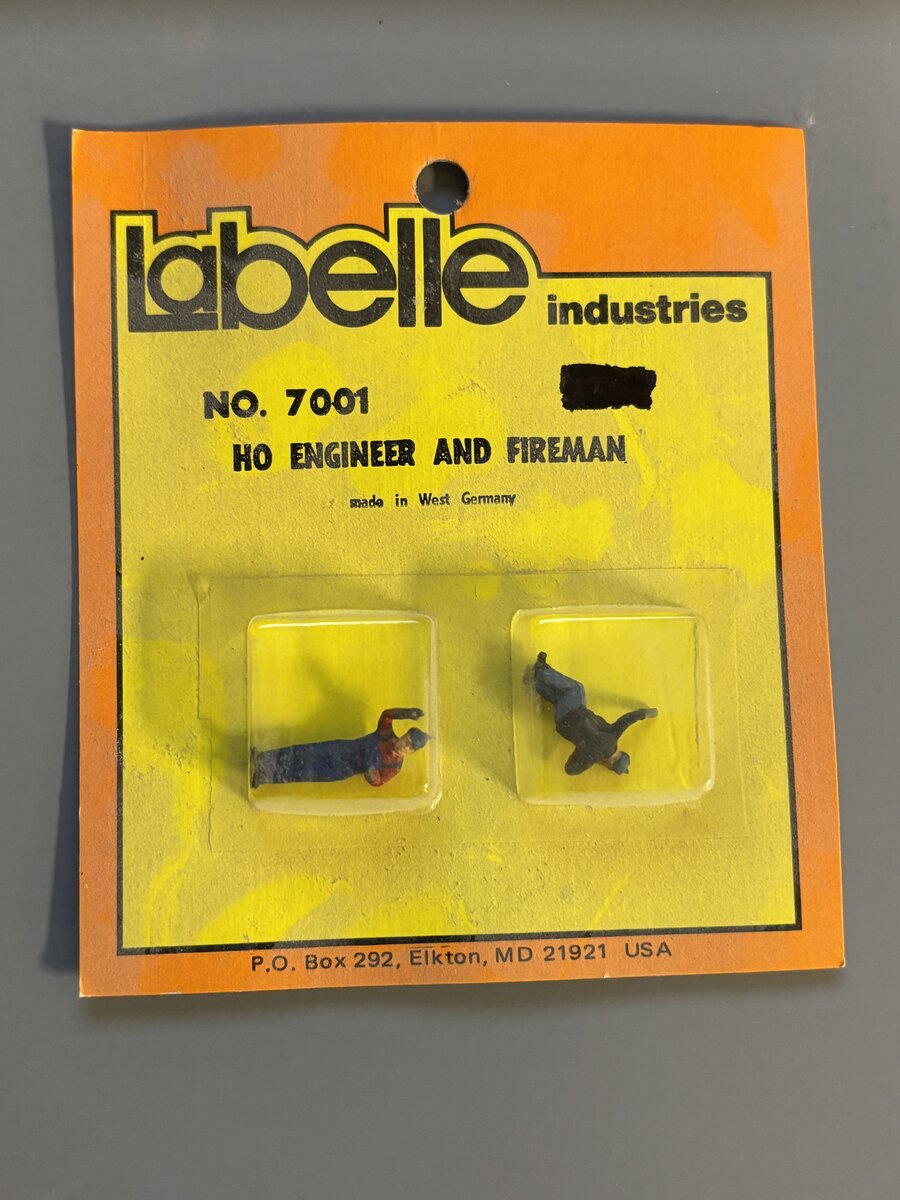 Labelle industries
NO. 7001
HO ENGINEER AND FIREMAN
made in West Germany
P.O. Box 292, Elkton, MD 21921 USA